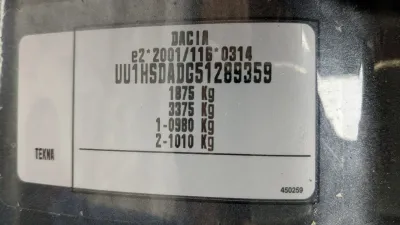 DACIA
e2*2001/116*0314
UU1HSDADG51289359
1875 Kg
3375 Kg
1-0980 Kg
2-1010 Kg
TEKNA
450259